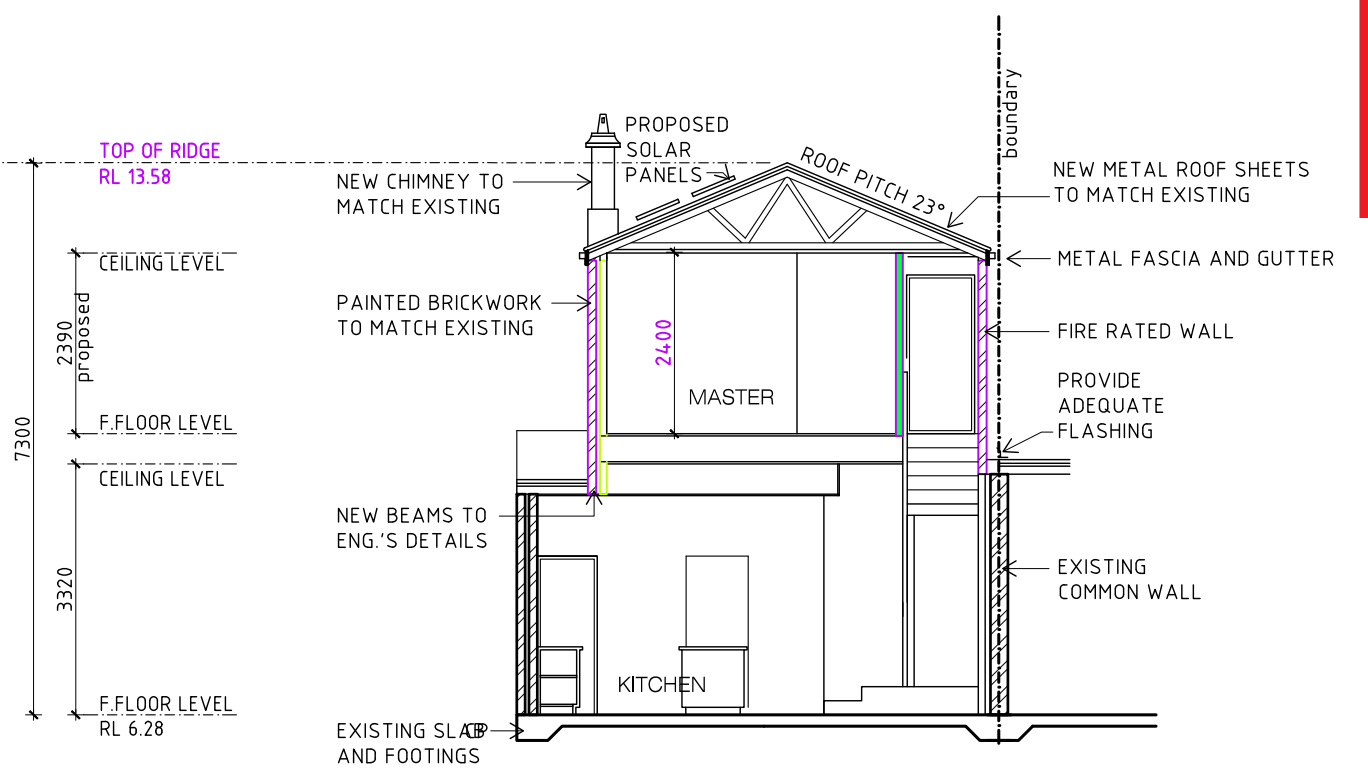 boundary
PROPOSED
SOLAR
PANELS
ROOF PITCH 23°
TOP OF RIDGE
RL 13.58
NEW CHIMNEY TO
MATCH EXISTING
NEW METAL ROOF SHEETS
TO MATCH EXISTING
CEILING LEVEL
METAL FASCIA AND GUTTER
PAINTED BRICKWORK
TO MATCH EXISTING
2390
proposed
2400
FIRE RATED WALL
MASTER
PROVIDE
ADEQUATE
FLASHING
F.FLOOR LEVEL
7300
CEILING LEVEL
NEW BEAMS TO
ENG.'S DETAILS
3320
EXISTING
COMMON WALL
KITCHEN
F.FLOOR LEVEL
RL 6.28
EXISTING SLAB
AND FOOTINGS